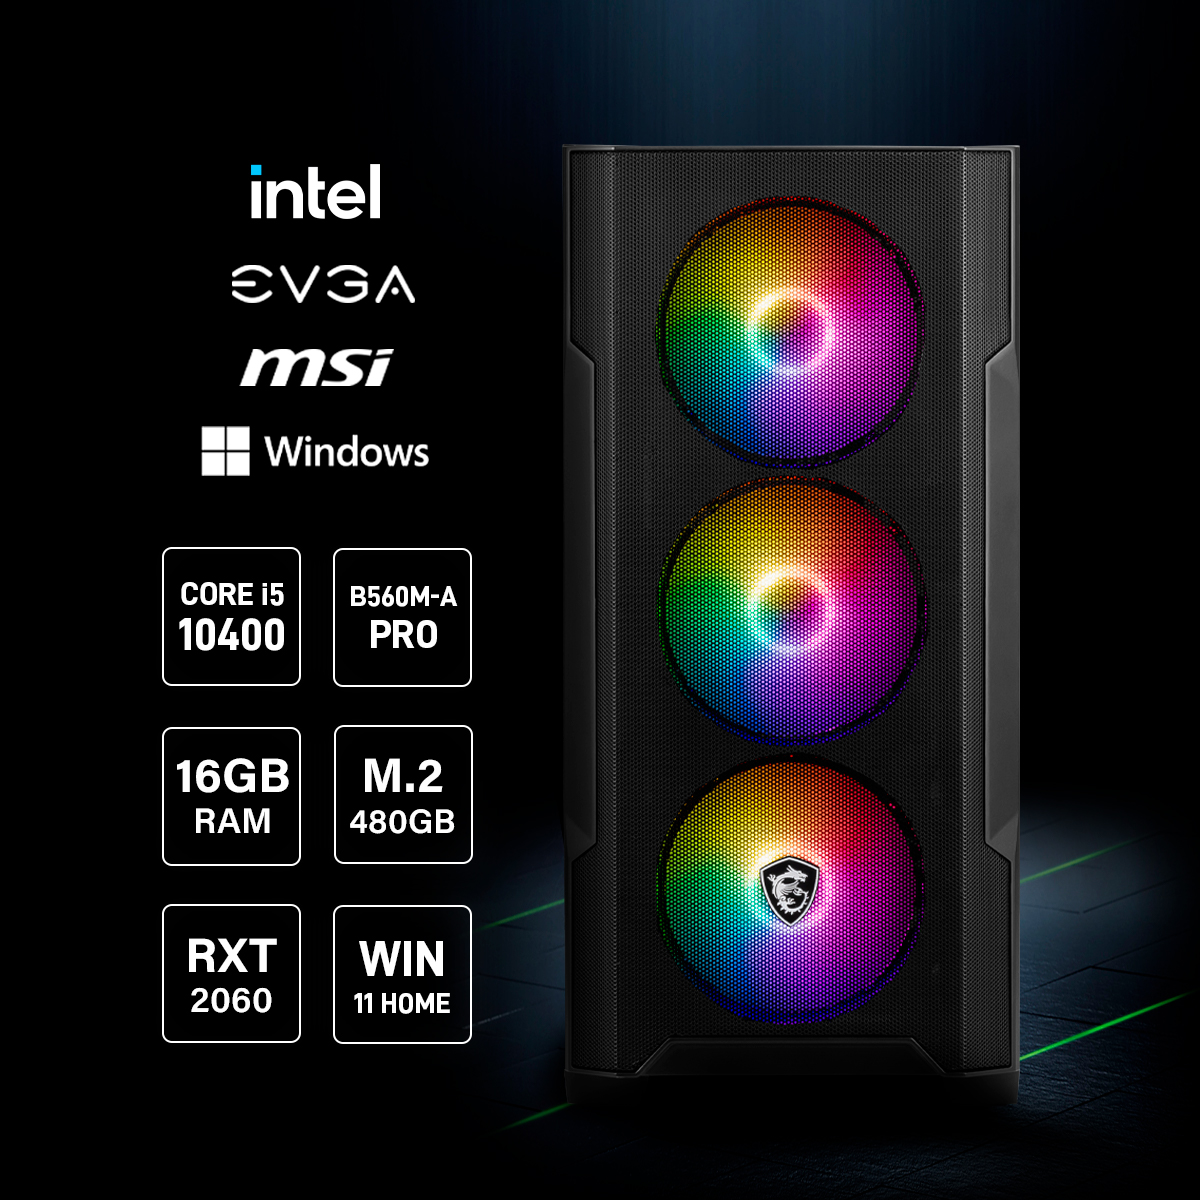 intel
EVGA
msi
Windows
CORE i5
10400
B560M-A
PRO
16GB
RAM
M.2
480GB
RXT
2060
WIN
11 HOME